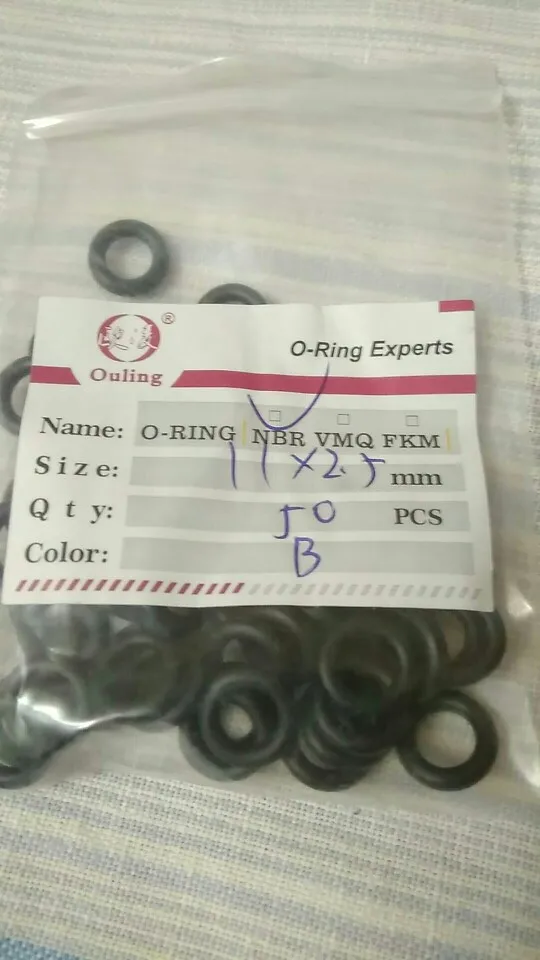 ®
O-Ring Experts
Ouling
Name: O-RING NBR VMQ FKM
Size: 11×2.5 mm
Qty: 50 PCS
Color: B